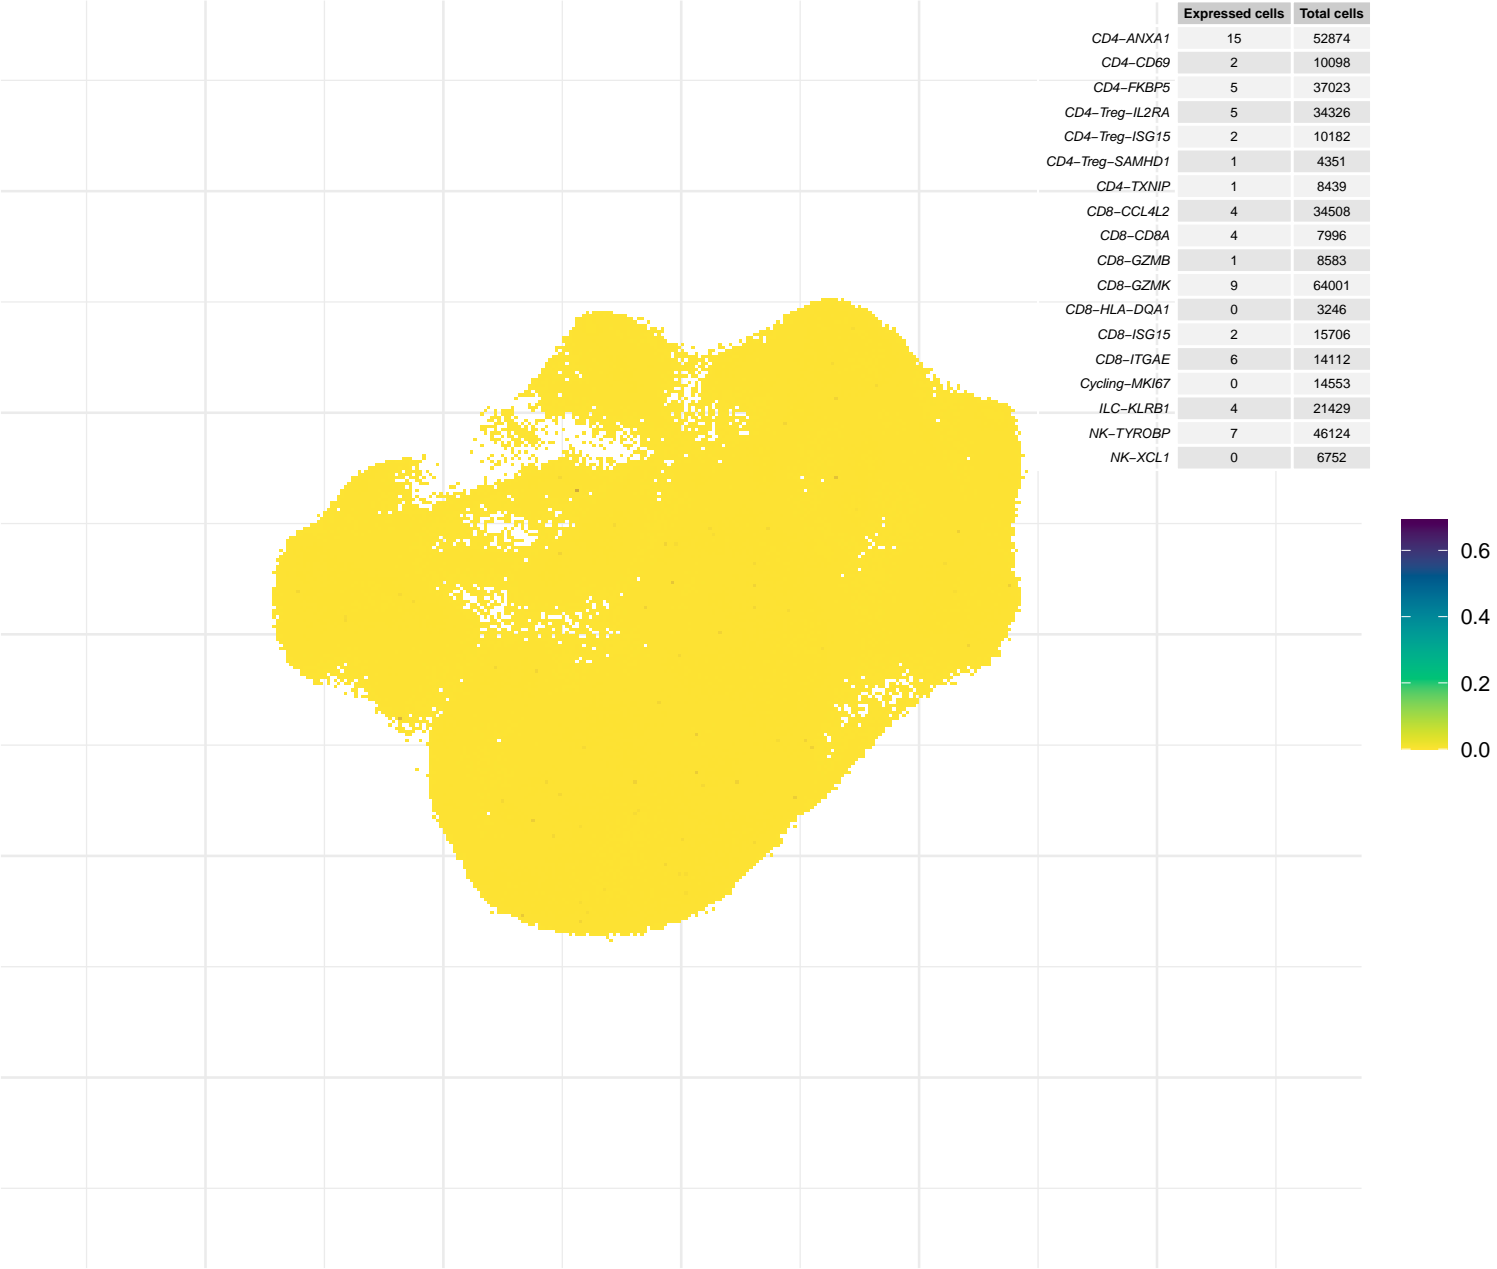 Expressed cells Total cells
CD4−ANXA1 15 52874
CD4−CD69 2 10098
CD4−FKBP5 5 37023
CD4−Treg−IL2RA 5 34326
CD4−Treg−ISG15 2 10182
CD4−Treg−SAMHD1 1 4351
CD4−TXNIP 1 8439
CD8−CCL4L2 4 34508
CD8−CD8A 4 7996
CD8−GZMB 1 8583
CD8−GZMK 9 64001
CD8−HLA−DQA1 0 3246
CD8−ISG15 2 15706
CD8−ITGAE 6 14112
Cycling−MKI67 0 14553
ILC−KLRB1 4 21429
NK−TYROBP 7 46124
NK−XCL1 0 6752
0.6
0.4
0.2
0.0